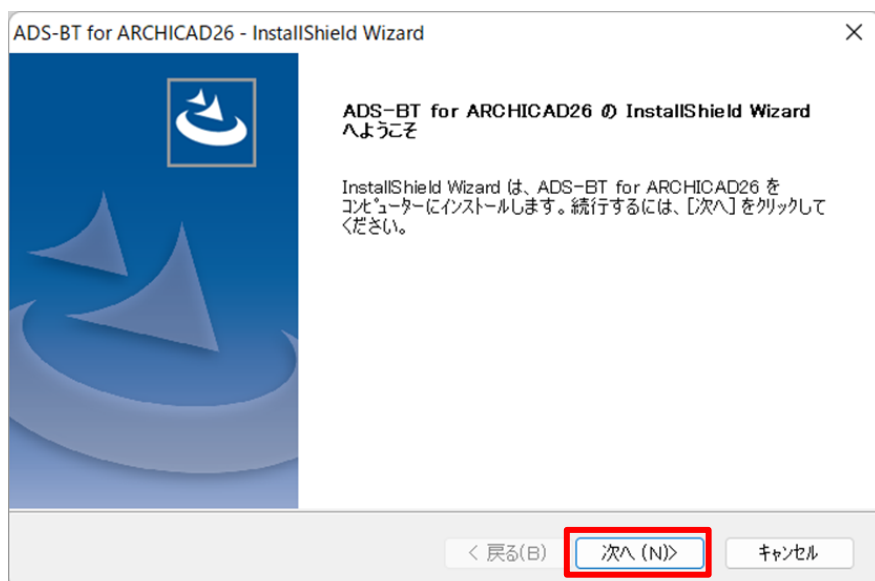 ADS-BT for ARCHICAD26 - InstallShield Wizard
ADS-BT for ARCHICAD26 の InstallShield Wizard
へようこそ
InstallShield Wizard は、ADS-BT for ARCHICAD26 を
コンピューターにインストールします。続行するには、[次へ] をクリックして
ください。
< 戻る(B)
次へ (N)>
キャンセル